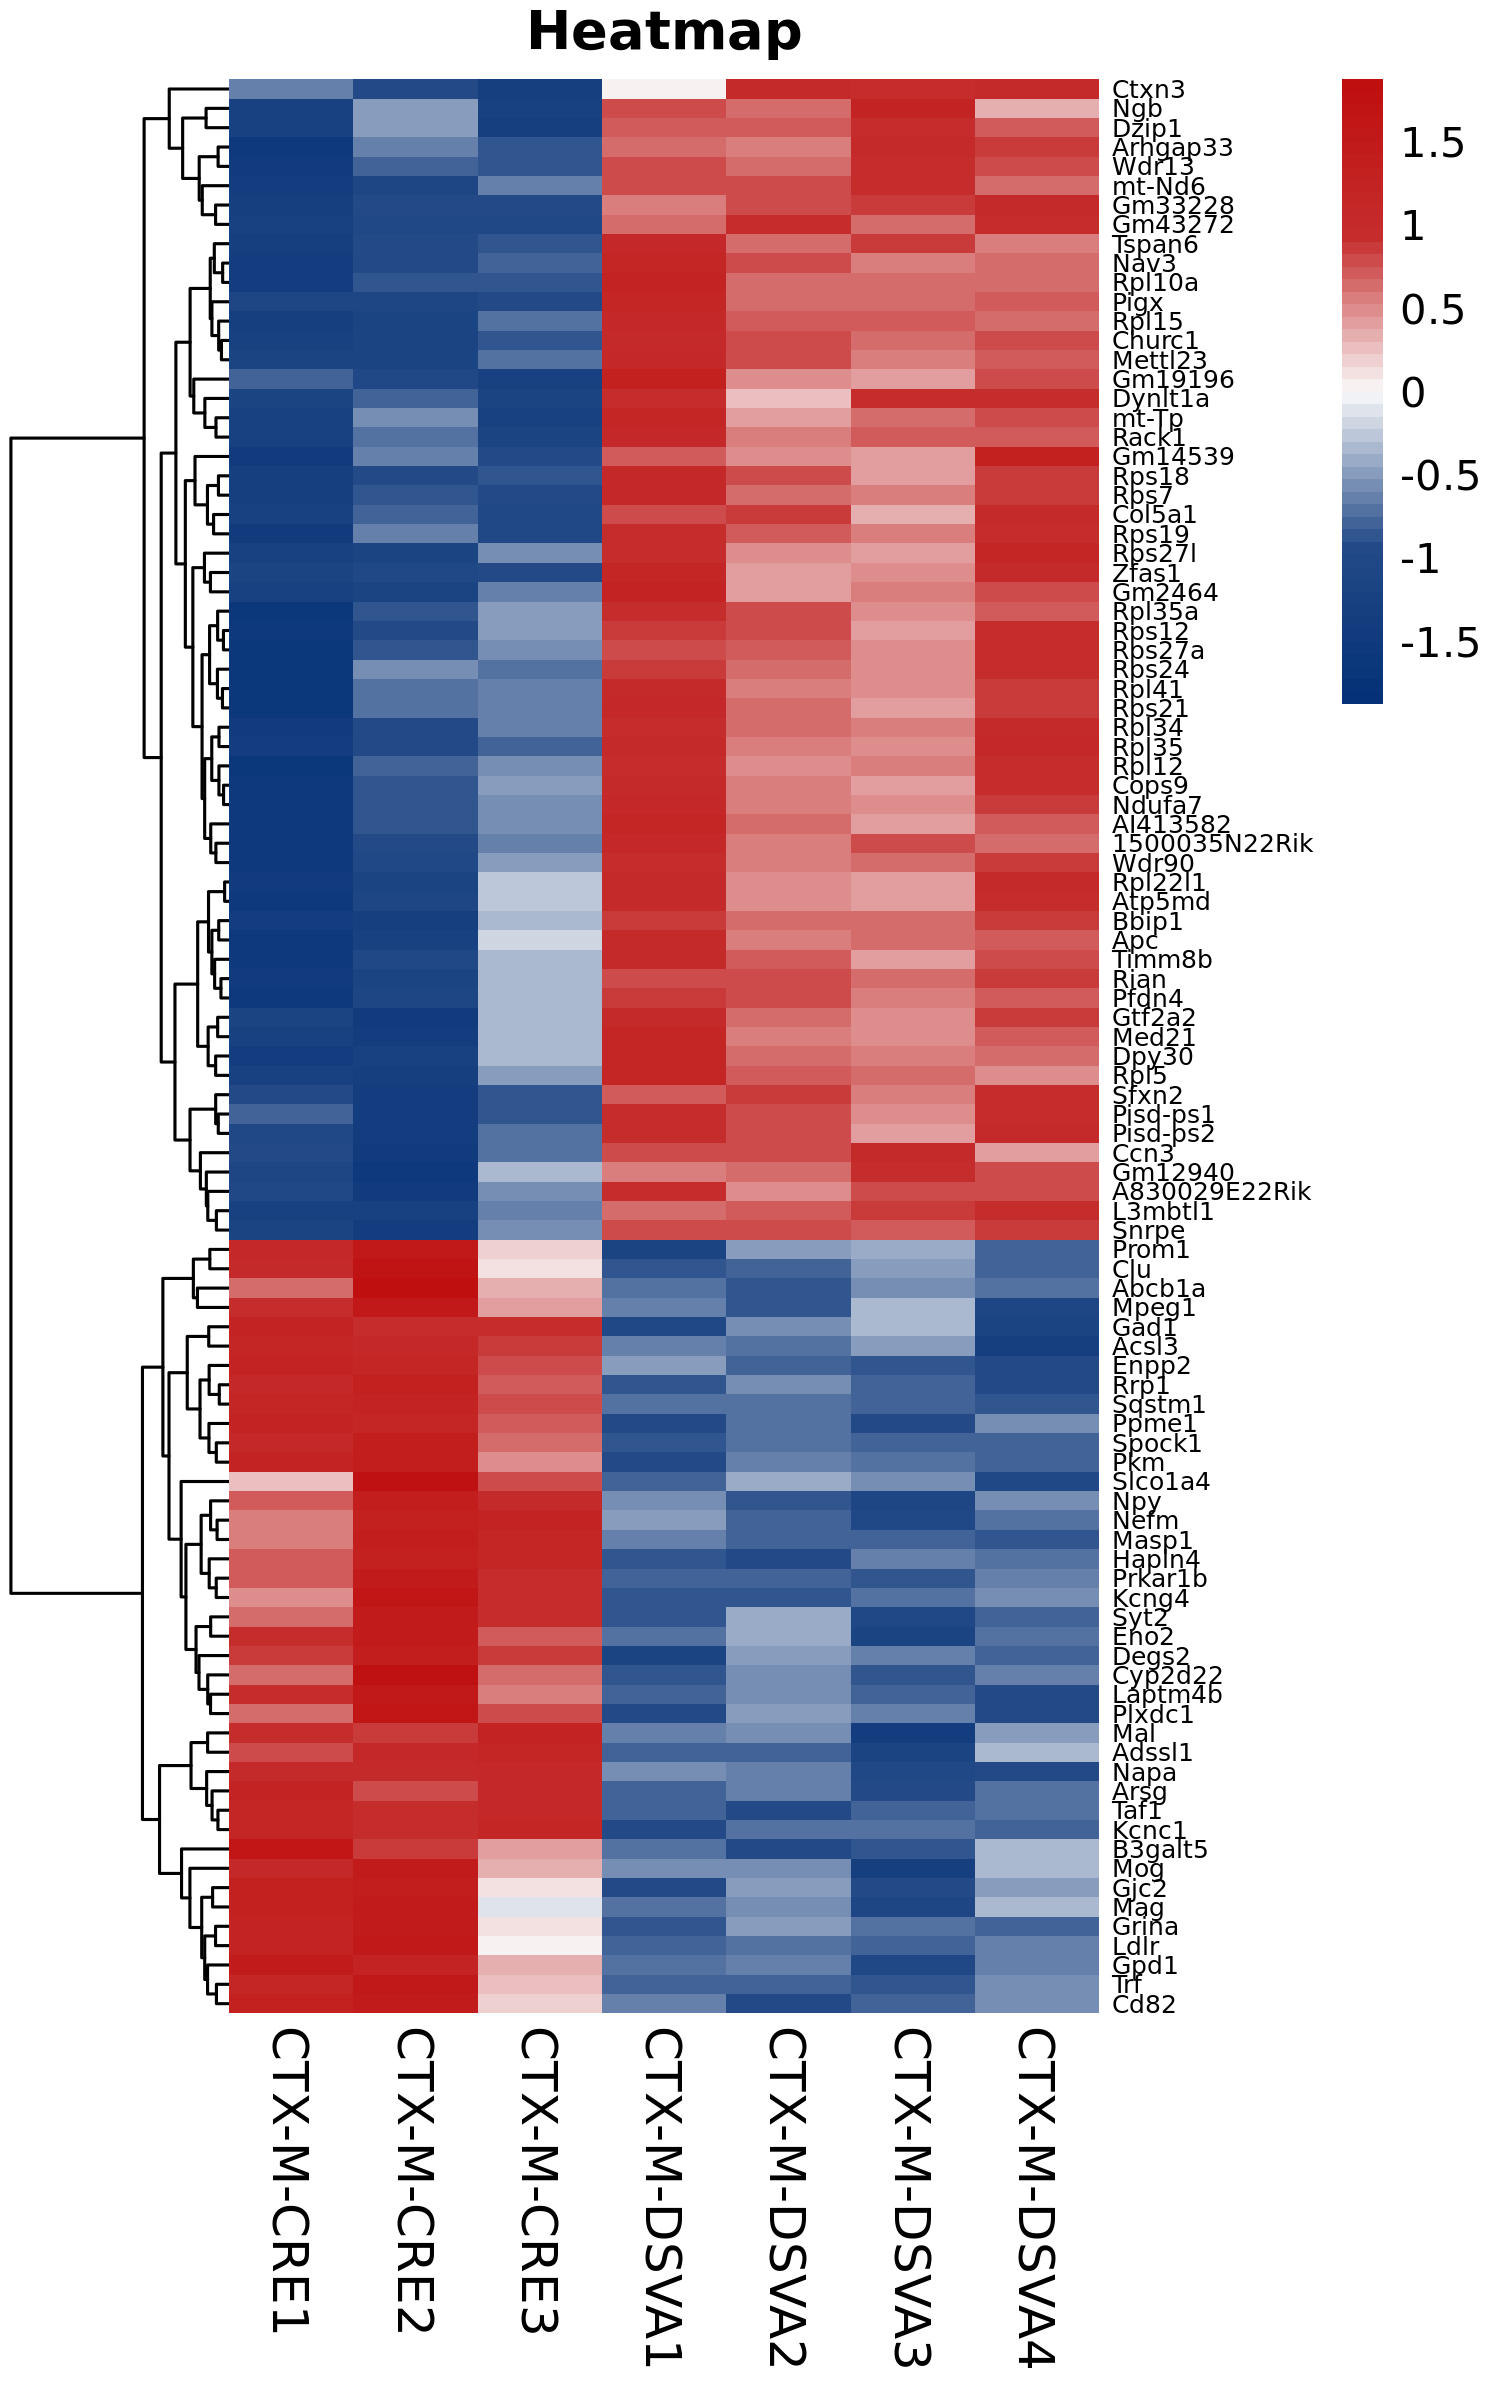 Heatmap
Ctxn3
Ngb
Dzip1
Arhgap33
Wdr13
mt-Nd6
Gm33228
Gm43272
Tspan6
Nav3
Rpl10a
Pigx
Rpl15
Churc1
Mettl23
Gm19196
Dynlt1a
mt-Tp
Rack1
Gm14539
Rps18
Rps7
Col5a1
Rps19
Rps27l
Zfas1
Gm2464
Rpl35a
Rps12
Rps27a
Rps24
Rpl41
Rps21
Rpl34
Rpl35
Rpl12
Cops9
Ndufa7
AI413582
1500035N22Rik
Wdr90
Rpl22l1
Atp5md
Bbip1
Apc
Timm8b
Rian
Pfdn4
Gtf2a2
Med21
Dpy30
Rpl5
Sfxn2
Pisd-ps1
Pisd-ps2
Ccn3
Gm12940
A830029E22Rik
L3mbtl1
Snrpe
Prom1
Clu
Abcb1a
Mpeg1
Gad1
Acsl3
Enpp2
Rrp1
Sqstm1
Ppme1
Spock1
Pkm
Slco1a4
Npy
Nefm
Masp1
Hapln4
Prkar1b
Kcng4
Syt2
Eno2
Degs2
Cyp2d22
Laptm4b
Plxdc1
Mal
Adssl1
Napa
Arsg
Taf1
Kcnc1
B3galt5
Mog
Gjc2
Mag
Grina
Ldlr
Gpd1
Trf
Cd82
1.5
1
0.5
0
-0.5
-1
-1.5
CTX-M-CRE1
CTX-M-CRE2
CTX-M-CRE3
CTX-M-DSVA1
CTX-M-DSVA2
CTX-M-DSVA3
CTX-M-DSVA4